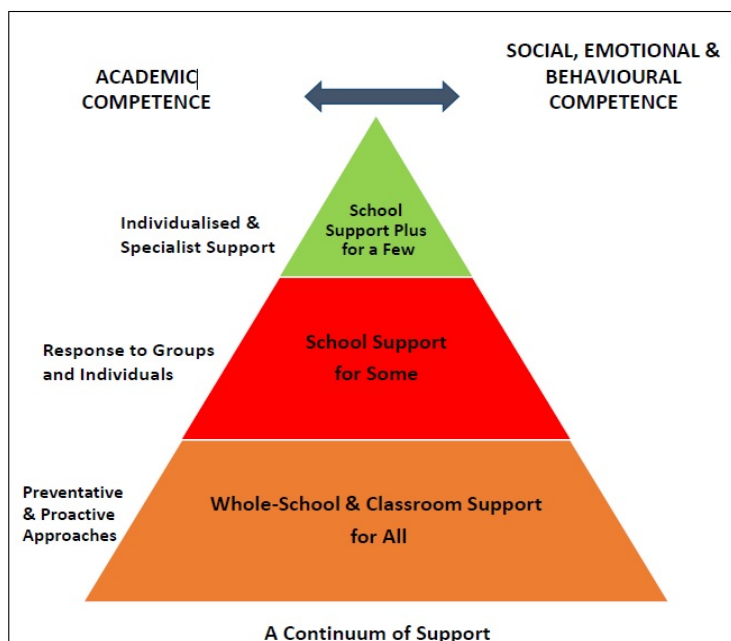 ACADEMIC
COMPETENCE
SOCIAL, EMOTIONAL &
BEHAVIOURAL
COMPETENCE
Individualised &
Specialist Support
School
Support Plus
for a Few
Response to Groups
and Individuals
School Support
for Some
Preventative
& Proactive
Approaches
Whole-School & Classroom Support
for All
A Continuum of Support